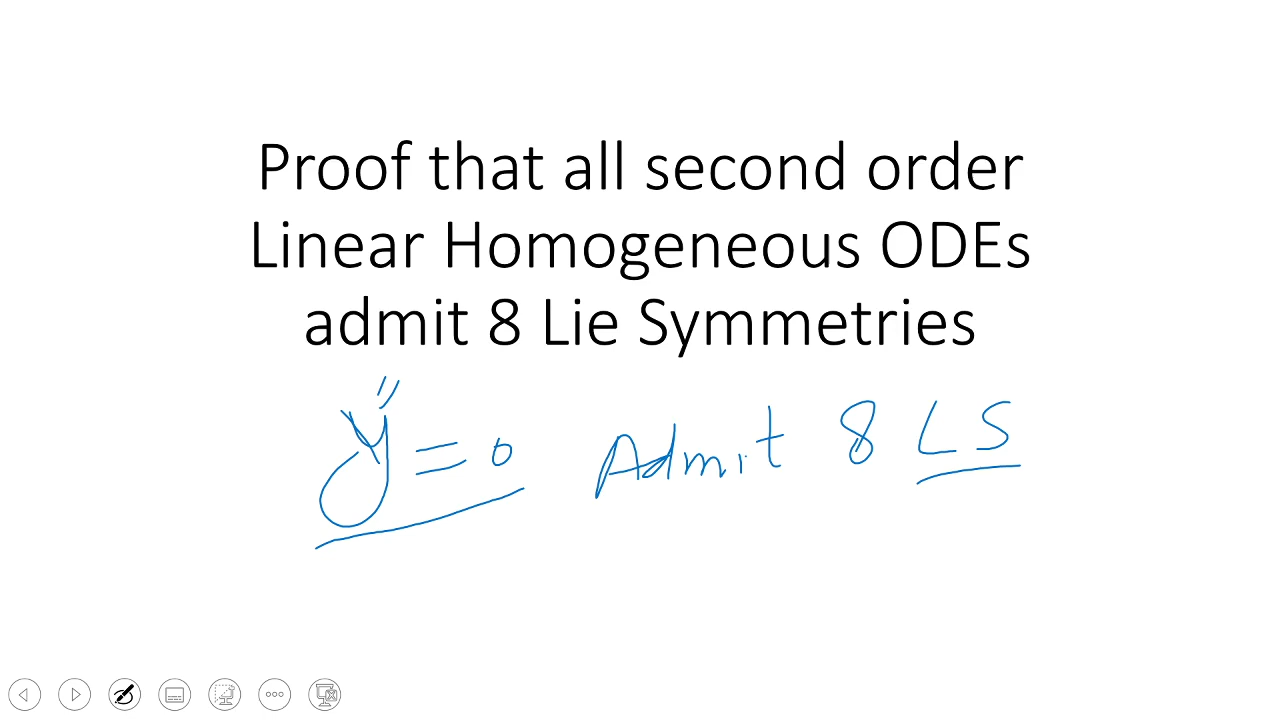 Proof that all second order
Linear Homogeneous ODEs
admit 8 Lie Symmetries
y'' = 0 Admit 8 LS